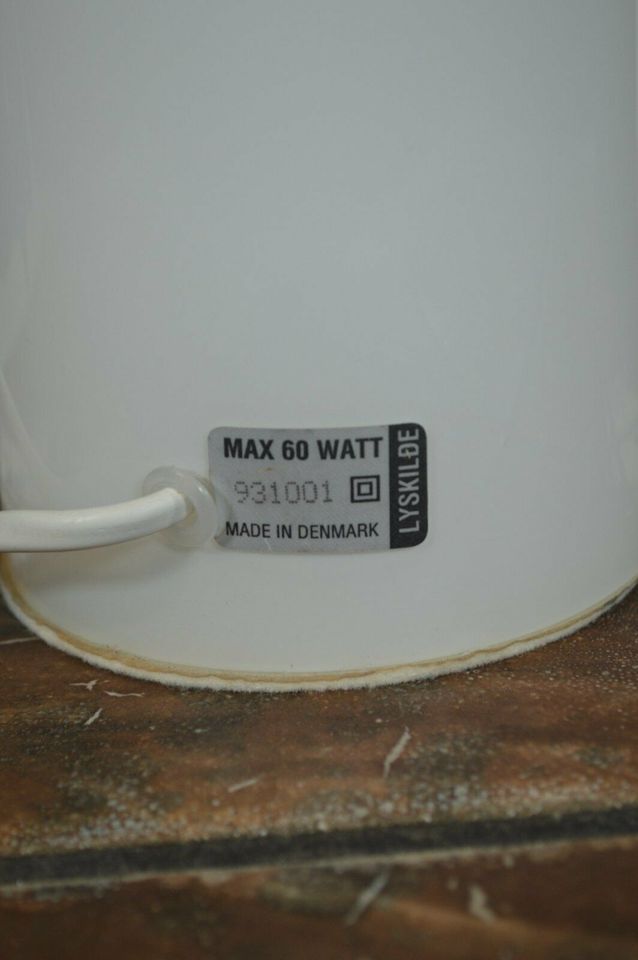 MAX 60 WATT
931001
MADE IN DENMARK
LYSKILDE